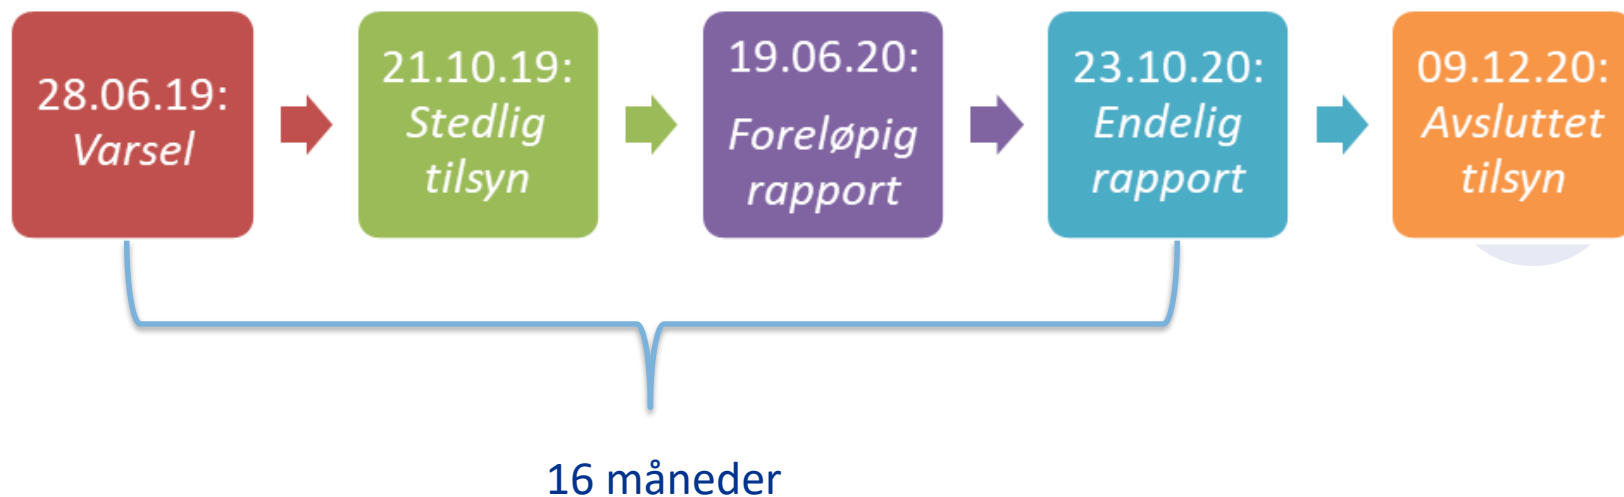 28.06.19:
Varsel
21.10.19:
Stedlig
tilsyn
19.06.20:
Foreløpig
rapport
23.10.20:
Endelig
rapport
09.12.20:
Avsluttet
tilsyn
16 måneder